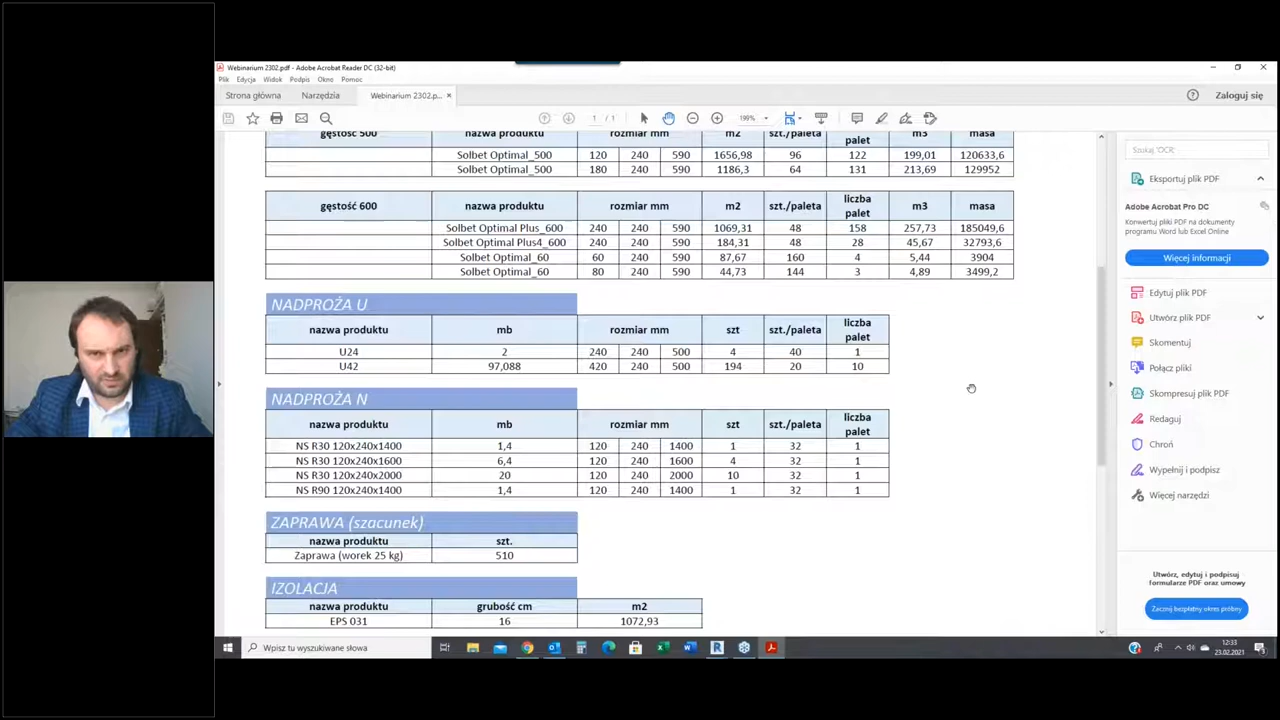 Webinarium 2302.pdf - Adobe Acrobat Reader DC (32-bit)
Plik Edycja Widok Podpis Okno Pomoc
Strona główna Narzędzia Webinarium 2302.p... × Zaloguj się
1 / 1 199%
gęstość 500 nazwa produktu rozmiar mm m2 szt./paleta palet m3 masa
Solbet Optimal_500 120 240 590 1656,98 96 122 199,01 120633,6
Solbet Optimal_500 180 240 590 1186,3 64 131 213,69 129952
gęstość 600 nazwa produktu rozmiar mm m2 szt./paleta liczba palet m3 masa
Solbet Optimal Plus_600 240 240 590 1069,31 48 158 257,73 185049,6
Solbet Optimal Plus4_600 240 240 590 184,31 48 28 45,67 32793,6
Solbet Optimal_60 60 240 590 87,67 160 4 5,44 3904
Solbet Optimal_60 80 240 590 44,73 144 3 4,89 3499,2
NADPROŻA U
nazwa produktu mb rozmiar mm szt szt./paleta liczba palet
U24 2 240 240 500 4 40 1
U42 97,088 420 240 500 194 20 10
NADPROŻA N
nazwa produktu mb rozmiar mm szt szt./paleta liczba palet
NS R30 120x240x1400 1,4 120 240 1400 1 32 1
NS R30 120x240x1600 6,4 120 240 1600 4 32 1
NS R30 120x240x2000 20 120 240 2000 10 32 1
NS R90 120x240x1400 1,4 120 240 1400 1 32 1
ZAPRAWA (szacunek)
nazwa produktu szt.
Zaprawa (worek 25 kg) 510
IZOLACJA
nazwa produktu grubość cm m2
EPS 031 16 1072,93
Szukaj 'OCR'
Eksportuj plik PDF
Adobe Acrobat Pro DC
Konwertuj pliki PDF na dokumenty
programu Word lub Excel Online
Więcej informacji
Edytuj plik PDF
Utwórz plik PDF
Skomentuj
Połącz pliki
Skompresuj plik PDF
Redaguj
Chroń
Wypełnij i podpisz
Więcej narzędzi
Utwórz, edytuj i podpisuj
formularze PDF oraz umowy
Zacznij bezpłatny okres próbny
Wpisz tu wyszukiwane słowa
12:33
23.02.2021